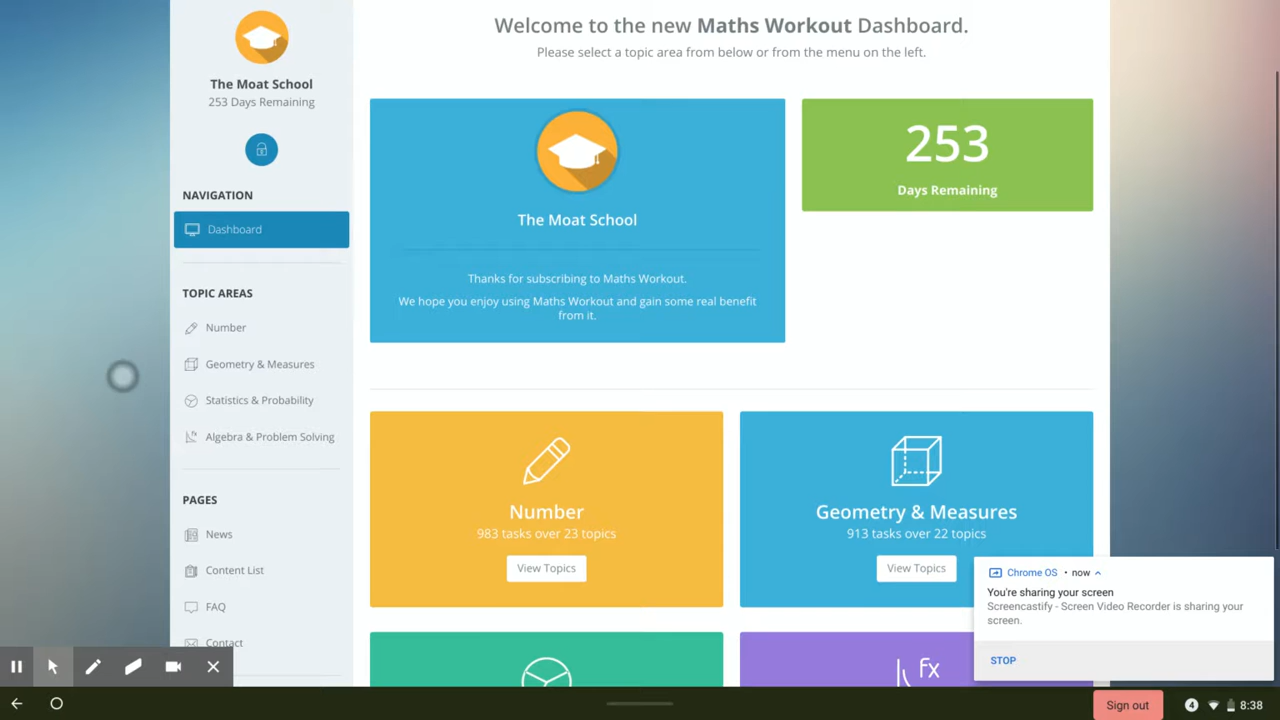 The Moat School
253 Days Remaining
NAVIGATION
Dashboard
TOPIC AREAS
Number
Geometry & Measures
Statistics & Probability
Algebra & Problem Solving
PAGES
News
Content List
FAQ
Contact
Welcome to the new Maths Workout Dashboard.
Please select a topic area from below or from the menu on the left.
The Moat School
Thanks for subscribing to Maths Workout.
We hope you enjoy using Maths Workout and gain some real benefit
from it.
253
Days Remaining
Number
983 tasks over 23 topics
View Topics
Geometry & Measures
913 tasks over 22 topics
View Topics
fx
Chrome OS • now
You're sharing your screen
Screencastify - Screen Video Recorder is sharing your
screen.
STOP
Sign out
4
8:38